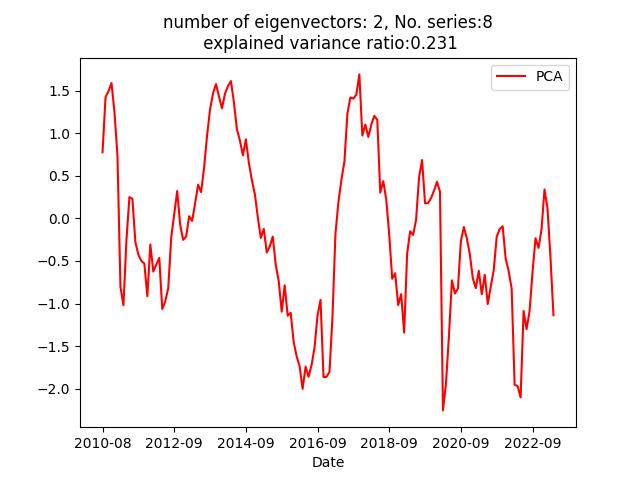 number of eigenvectors: 2, No. series:8
explained variance ratio:0.231
PCA
1.5
1.0
0.5
0.0
−0.5
−1.0
−1.5
−2.0
2010-08 2012-09 2014-09 2016-09 2018-09 2020-09 2022-09
Date